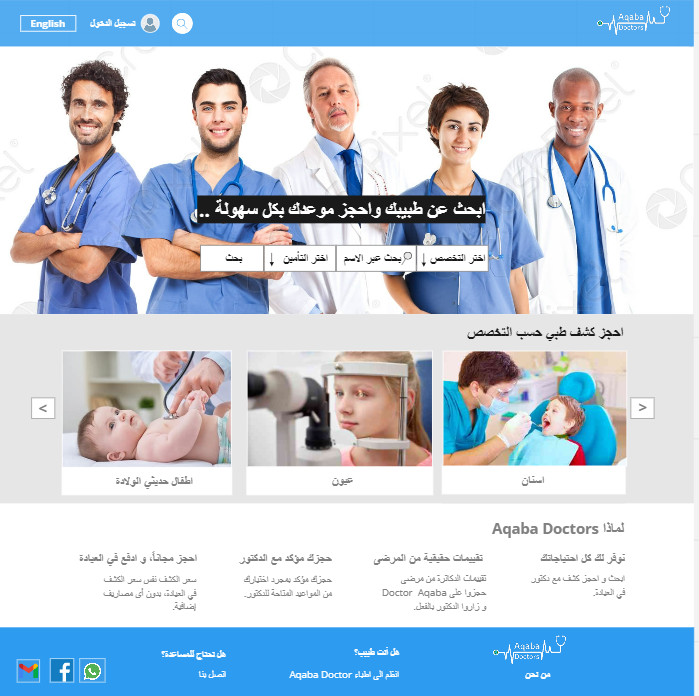 English
تسجيل الدخول
Aqaba
Doctors
ابحث عن طبيبك واحجز موعدك بكل سهولة ..
اختر التخصص
بحث عبر الاسم
اختر التأمين
بحث
احجز كشف طبي حسب التخصص
<
>
اسنان
عيون
اطفال حديثي الولادة
لماذا Aqaba Doctors
نوفر لك كل احتياجاتك
ابحث و احجز كشف مع دكتور
في العيادة.
تقييمات حقيقية من المرضى
تقييمات الدكاترة من مرضى
حجزوا على Doctor Aqaba
و زاروا الدكتور بالفعل.
حجزك مؤكد مع الدكتور
حجزك مؤكد بمجرد اختيارك
من المواعيد المتاحة للدكتور.
احجز مجاناً، و ادفع في العيادة
سعر الكشف نفس سعر الكشف
في العيادة، بدون أى مصاريف
إضافية.
Aqaba
Doctors
من نحن
هل أنت طبيب؟
انظم الى اطباء Aqaba Doctor
هل تحتاج للمساعدة؟
اتصل بنا